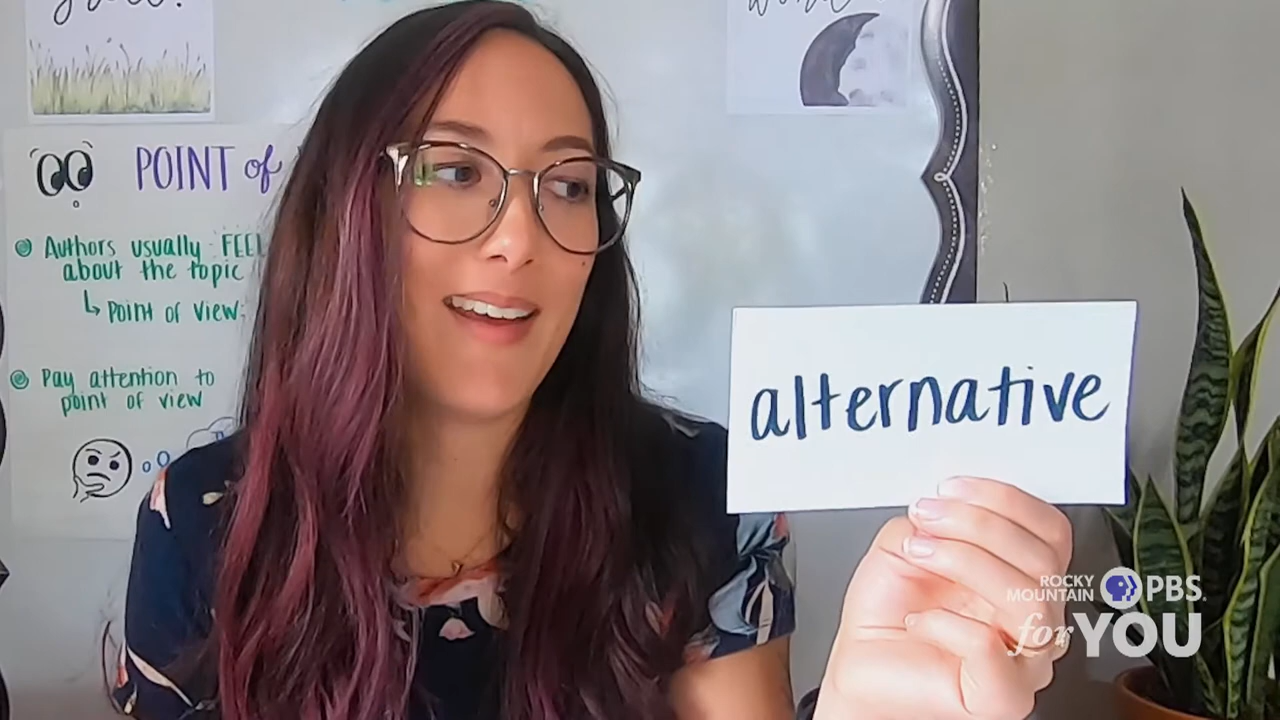 POINT of
Authors usually FEEL
about the topic
Point of View:
Pay attention to
point of view
alternative
ROCKY
MOUNTAIN PBS
for YOU